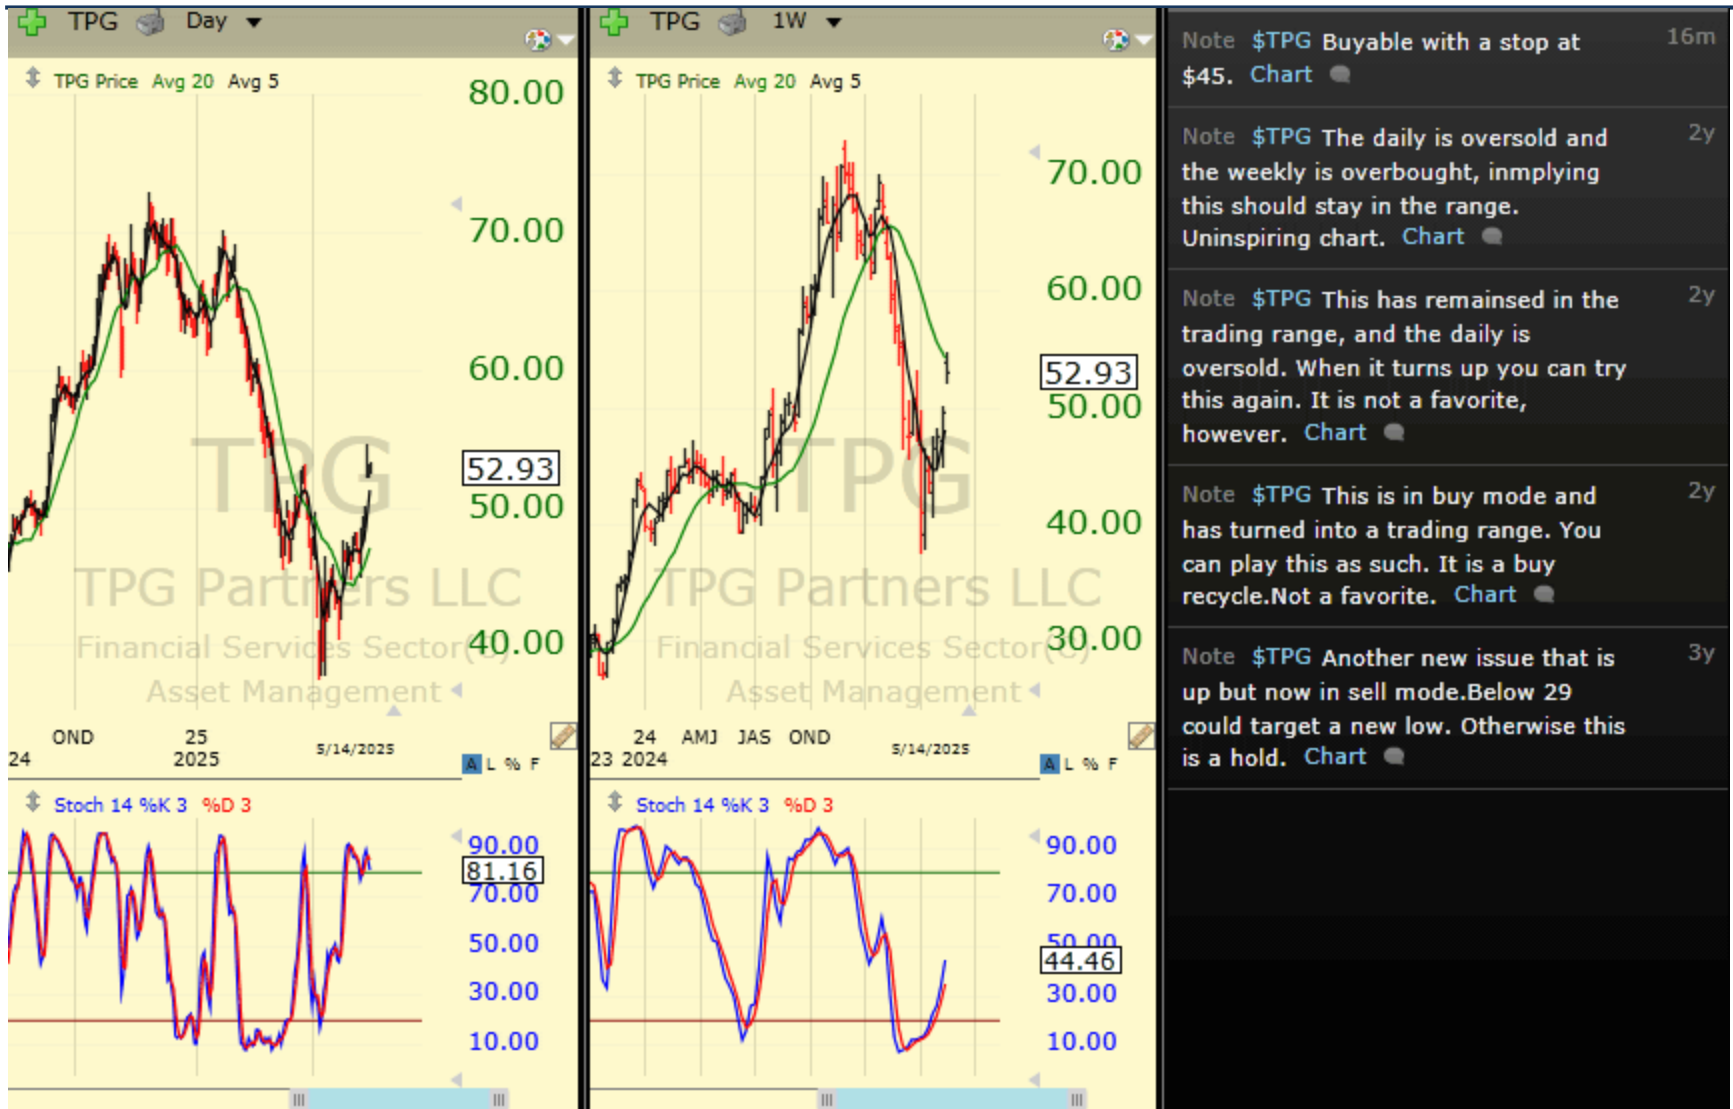 TPG Day
TPG Price Avg 20 Avg 5
80.00
70.00
60.00
52.93
50.00
40.00
TPG
TPG Partners LLC
Financial Services Sector(C)
Asset Management
OND 25
24 2025 5/14/2025
A L % F
Stoch 14 %K 3 %D 3
90.00
81.16
70.00
50.00
30.00
10.00
TPG 1W
TPG Price Avg 20 Avg 5
70.00
60.00
52.93
50.00
40.00
30.00
TPG
TPG Partners LLC
Financial Services Sector(C)
Asset Management
24 AMJ JAS OND
23 2024 5/14/2025
A L % F
Stoch 14 %K 3 %D 3
90.00
70.00
50.00
44.46
30.00
10.00
Note $TPG Buyable with a stop at 16m
$45. Chart
Note $TPG The daily is oversold and 2y
the weekly is overbought, inmplying
this should stay in the range.
Uninspiring chart. Chart
Note $TPG This has remainsed in the 2y
trading range, and the daily is
oversold. When it turns up you can try
this again. It is not a favorite,
however. Chart
Note $TPG This is in buy mode and 2y
has turned into a trading range. You
can play this as such. It is a buy
recycle.Not a favorite. Chart
Note $TPG Another new issue that is 3y
up but now in sell mode.Below 29
could target a new low. Otherwise this
is a hold. Chart